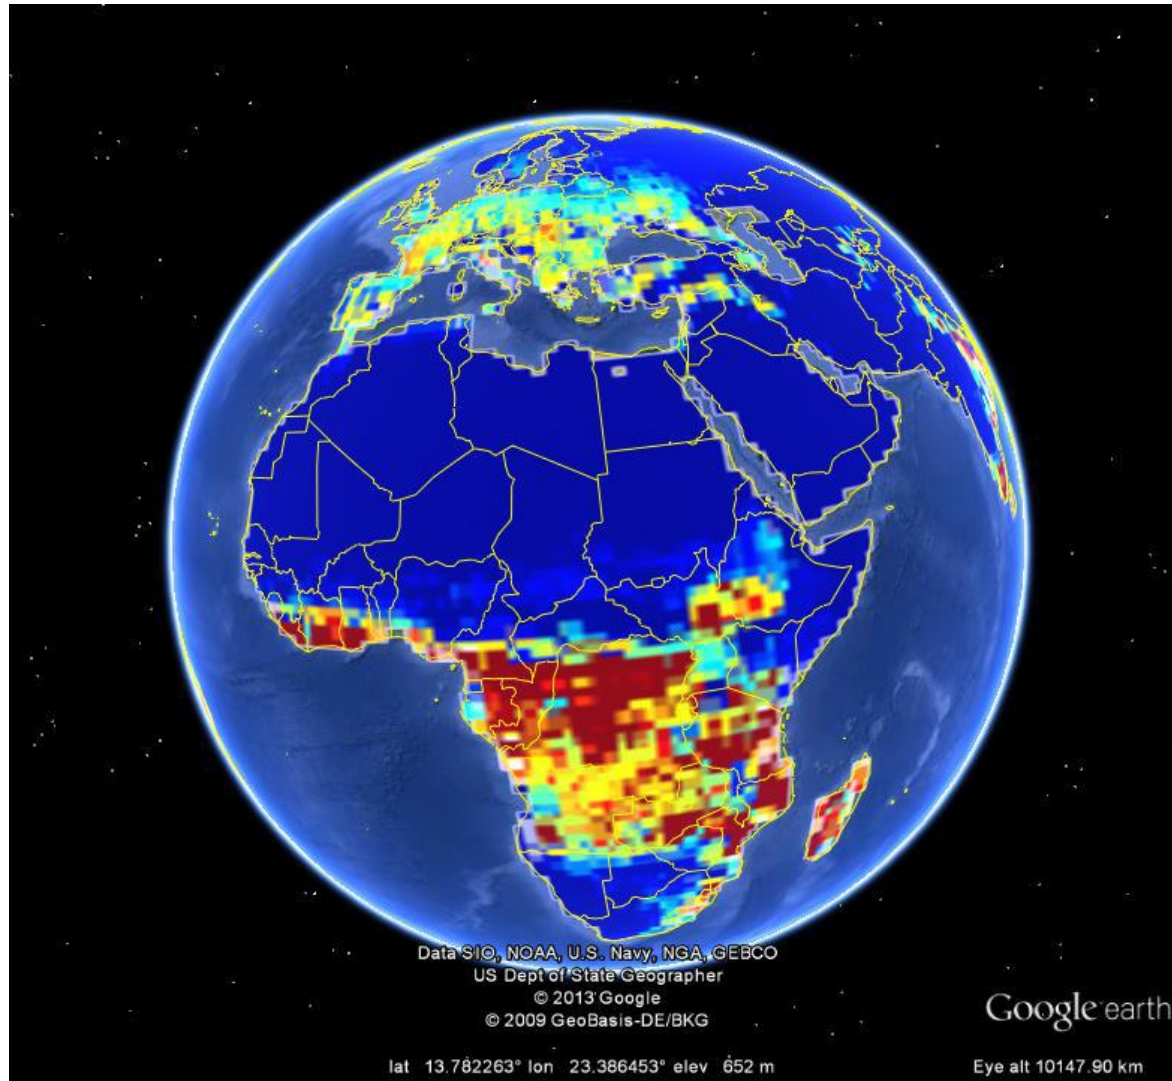 Data SIO, NOAA, U.S. Navy, NGA, GEBCO
US Dept of State Geographer
© 2013 Google
© 2009 GeoBasis-DE/BKG
Google earth
lat 13.782263° lon 23.386453° elev 652 m
Eye alt 10147.90 km